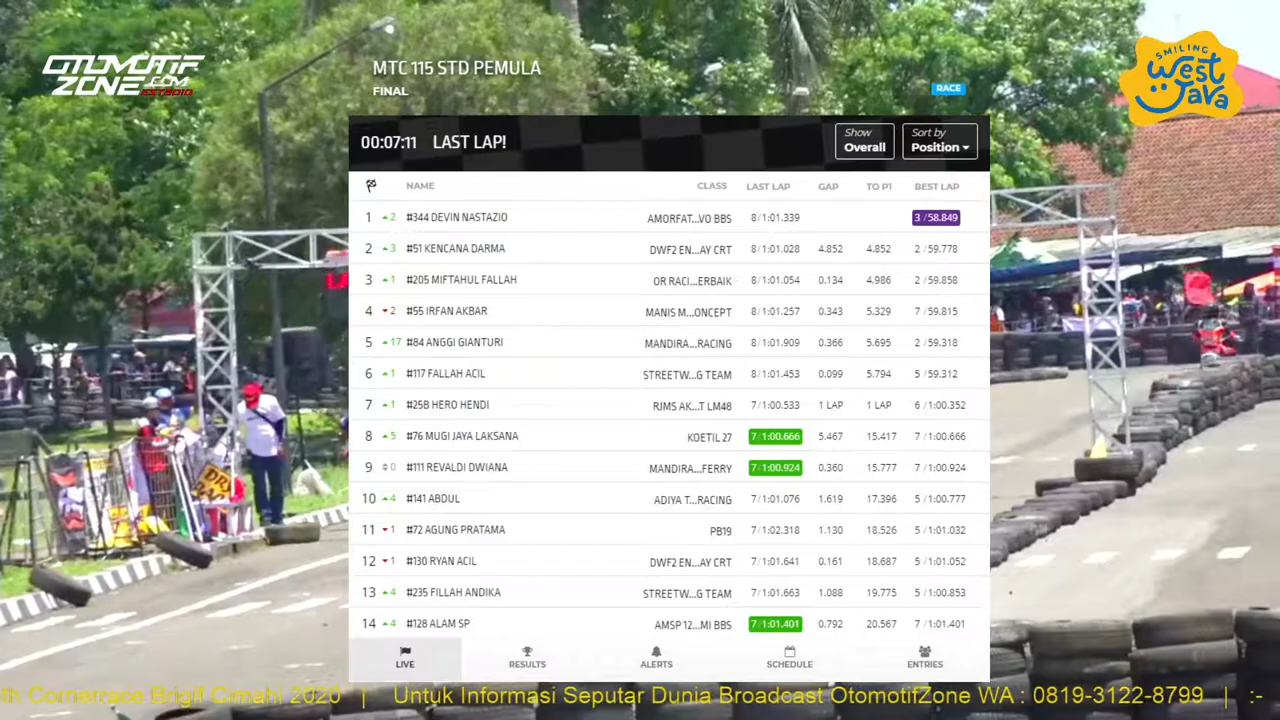 OTOMOTIF
ZONE.COM
ESTODIO
SMILING
West
Java
MTC 115 STD PEMULA
FINAL
RACE
00:07:11 LAST LAP!
Show
Overall
Sort by
Position
NAME CLASS LAST LAP GAP TO P1 BEST LAP
1 2 #344 DEVIN NASTAZIO AMORFAT...VO BBS 8/1:01.339 3/58.849
2 3 #51 KENCANA DARMA DWF2 EN...AY CRT 8/1:01.028 4.852 4.852 2/59.778
3 1 #205 MIFTAHUL FALLAH OR RACI...ERBAIK 8/1:01.054 0.134 4.986 2/59.858
4 2 #55 IRFAN AKBAR MANIS M...ONCEPT 8/1:01.257 0.343 5.329 7/59.815
5 17 #84 ANGGI GIANTURI MANDIRA...RACING 8/1:01.909 0.366 5.695 2/59.318
6 1 #117 FALLAH ACIL STREETW...G TEAM 8/1:01.453 0.099 5.794 5/59.312
7 1 #25B HERO HENDI RJMS AK...T LM48 7/1:00.533 1 LAP 1 LAP 6/1:00.352
8 5 #76 MUGI JAYA LAKSANA KOETIL 27 7/1:00.666 5.467 15.417 7/1:00.666
9 0 #111 REVALDI DWIANA MANDIRA...FERRY 7/1:00.924 0.360 15.777 7/1:00.924
10 4 #141 ABDUL ADIYA T...RACING 7/1:01.076 1.619 17.396 5/1:00.777
11 1 #72 AGUNG PRATAMA PB19 7/1:02.318 1.130 18.526 5/1:01.032
12 1 #130 RYAN ACIL DWF2 EN...AY CRT 7/1:01.641 0.161 18.687 5/1:01.052
13 4 #235 FILLAH ANDIKA STREETW...G TEAM 7/1:01.663 1.088 19.775 5/1:00.853
14 4 #128 ALAM SP AMSP 12...MI BBS 7/1:01.401 0.792 20.567 7/1:01.401
LIVE RESULTS ALERTS SCHEDULE ENTRIES
th Cornerrace Brigif Cimahi 2020 | Untuk Informasi Seputar Dunia Broadcast OtomotifZone WA : 0819-3122-8799 | :-